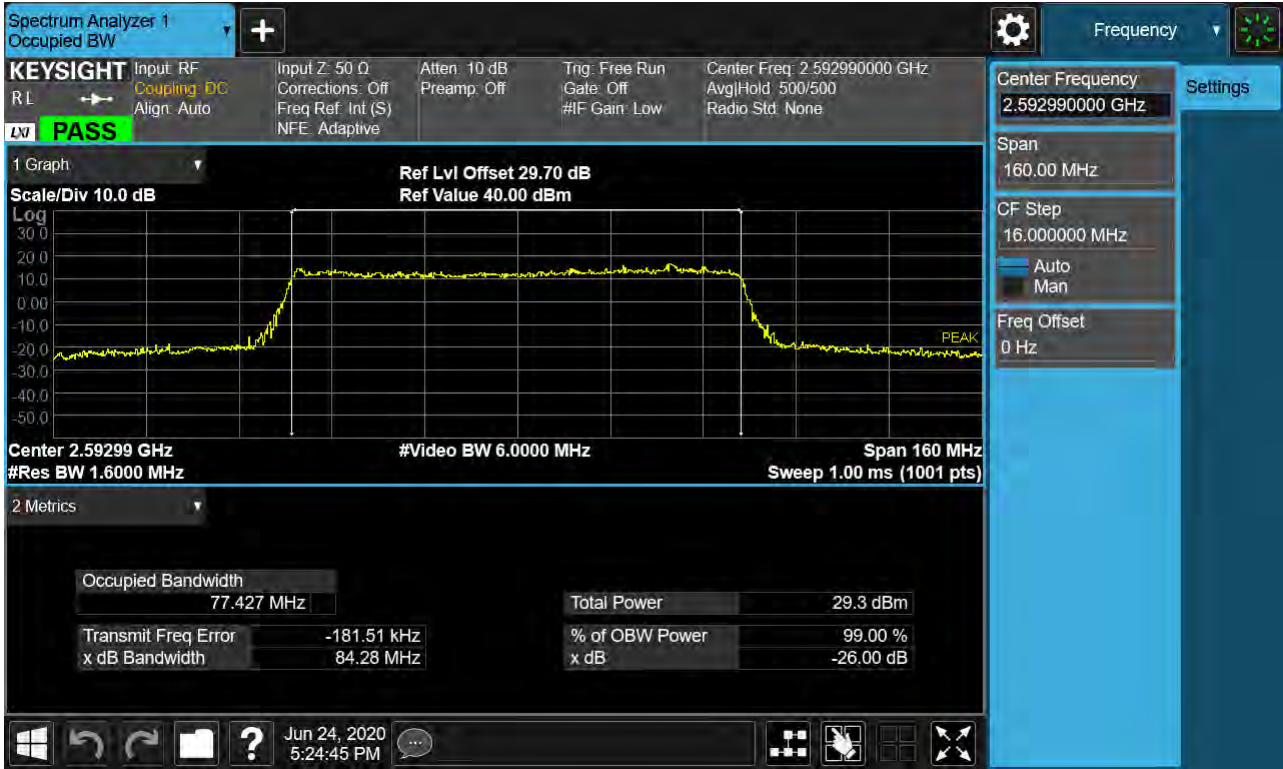 Spectrum Analyzer 1
Occupied BW
+
Frequency
KEYSIGHT
R L
LXI
PASS
Input: RF
Coupling: DC
Align: Auto
Input Z: 50 Ω
Corrections: Off
Freq Ref: Int (S)
NFE: Adaptive
Atten: 10 dB
Preamp: Off
Trig: Free Run
Gate: Off
#IF Gain: Low
Center Freq: 2.592990000 GHz
Avg|Hold: 500/500
Radio Std: None
Center Frequency
2.592990000 GHz
Settings
Span
160.00 MHz
CF Step
16.000000 MHz
Auto
Man
Freq Offset
0 Hz
1 Graph
Scale/Div 10.0 dB
Ref Lvl Offset 29.70 dB
Ref Value 40.00 dBm
Log
30.0
20.0
10.0
0.00
-10.0
-20.0
-30.0
-40.0
-50.0
PEAK
Center 2.59299 GHz
#Video BW 6.0000 MHz
Span 160 MHz
#Res BW 1.6000 MHz
Sweep 1.00 ms (1001 pts)
2 Metrics
Occupied Bandwidth
77.427 MHz
Total Power 29.3 dBm
Transmit Freq Error -181.51 kHz
% of OBW Power 99.00 %
x dB Bandwidth 84.28 MHz
x dB -26.00 dB
?
Jun 24, 2020
5:24:45 PM